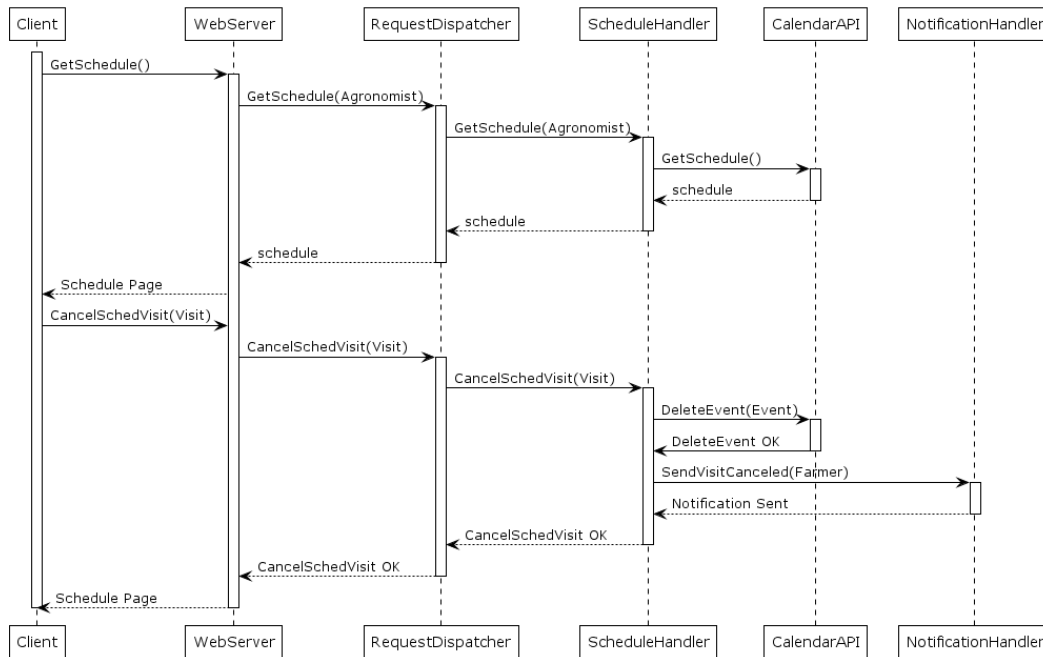 Client WebServer RequestDispatcher ScheduleHandler CalendarAPI NotificationHandler
GetSchedule()
GetSchedule(Agronomist)
GetSchedule(Agronomist)
GetSchedule()
schedule
schedule
schedule
Schedule Page
CancelSchedVisit(Visit)
CancelSchedVisit(Visit)
CancelSchedVisit(Visit)
DeleteEvent(Event)
DeleteEvent OK
SendVisitCanceled(Farmer)
Notification Sent
CancelSchedVisit OK
CancelSchedVisit OK
Schedule Page
Client WebServer RequestDispatcher ScheduleHandler CalendarAPI NotificationHandler